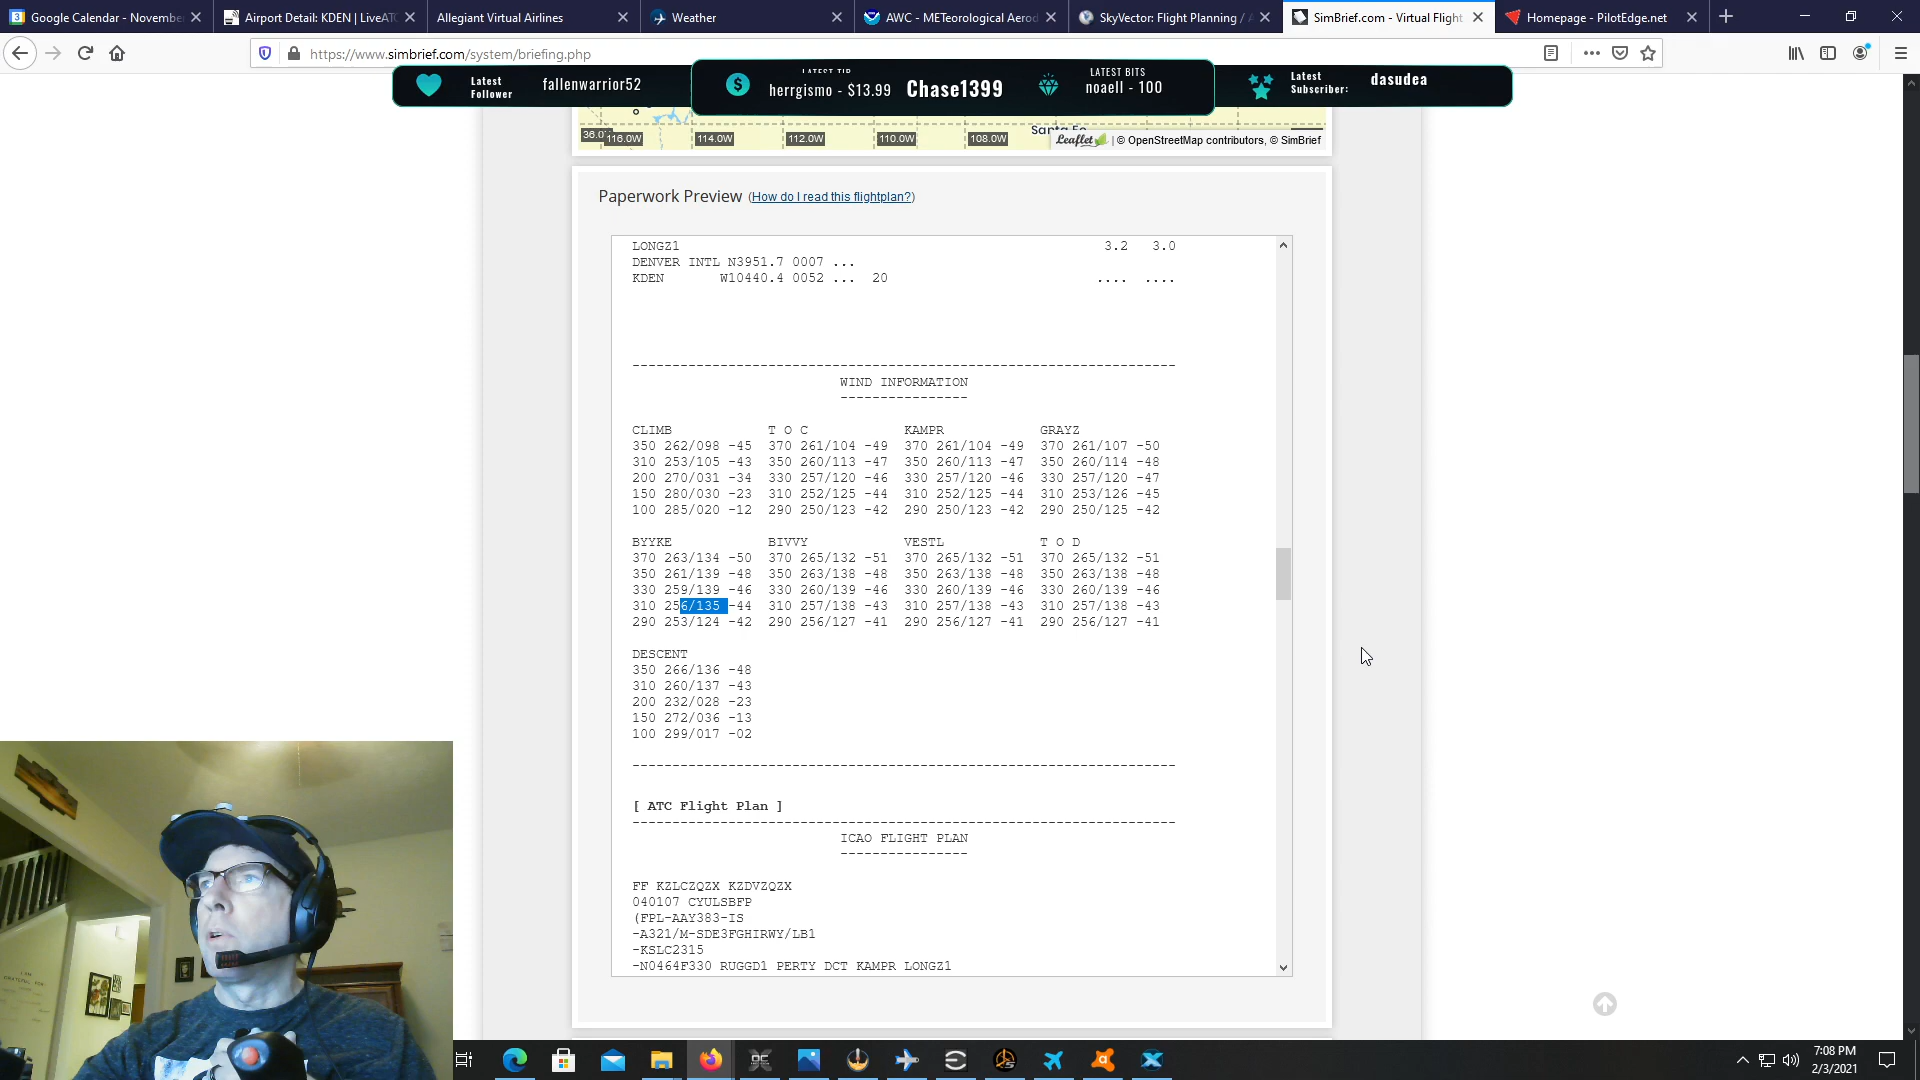 Google Calendar - November
Airport Detail: KDEN | LiveATC
Allegiant Virtual Airlines
Weather
AWC - METeorological Aerod
SkyVector: Flight Planning / A
SimBrief.com - Virtual Flight
Homepage - PilotEdge.net
https://www.simbrief.com/system/briefing.php
Latest Follower
fallenwarrior52
LATEST TIP
herrgismo - $13.99
Chase1399
LATEST BITS
noaell - 100
Latest Subscriber:
dasudea
116.0W 114.0W 112.0W 110.0W 108.0W
Leaflet | © OpenStreetMap contributors, © SimBrief
Paperwork Preview (How do I read this flightplan?)
LONGZ1 3.2 3.0
DENVER INTL N3951.7 0007 ...
KDEN W10440.4 0052 ... 20 .... ....
WIND INFORMATION
CLIMB T O C KAMPR GRAYZ
350 262/098 -45 370 261/104 -49 370 261/104 -49 370 261/107 -50
310 253/105 -43 350 260/113 -47 350 260/113 -47 350 260/114 -48
200 270/031 -34 330 257/120 -46 330 257/120 -46 330 257/120 -47
150 280/030 -23 310 252/125 -44 310 252/125 -44 310 253/126 -45
100 285/020 -12 290 250/123 -42 290 250/123 -42 290 250/125 -42
BYYKE BIVVY VESTL T O D
370 263/134 -50 370 265/132 -51 370 265/132 -51 370 265/132 -51
350 261/139 -48 350 263/138 -48 350 263/138 -48 350 263/138 -48
330 259/139 -46 330 260/139 -46 330 260/139 -46 330 260/139 -46
310 256/135 -44 310 257/138 -43 310 257/138 -43 310 257/138 -43
290 253/124 -42 290 256/127 -41 290 256/127 -41 290 256/127 -41
DESCENT
350 266/136 -48
310 260/137 -43
200 232/028 -23
150 272/036 -13
100 299/017 -02
[ ATC Flight Plan ]
ICAO FLIGHT PLAN
FF KZLCZQZX KZDVZQZX
040107 CYULSBFP
(FPL-AAY383-IS
-A321/M-SDE3FGHIRWY/LB1
-KSLC2315
-N0464F330 RUGGD1 PERTY DCT KAMPR LONGZ1
7:08 PM
2/3/2021